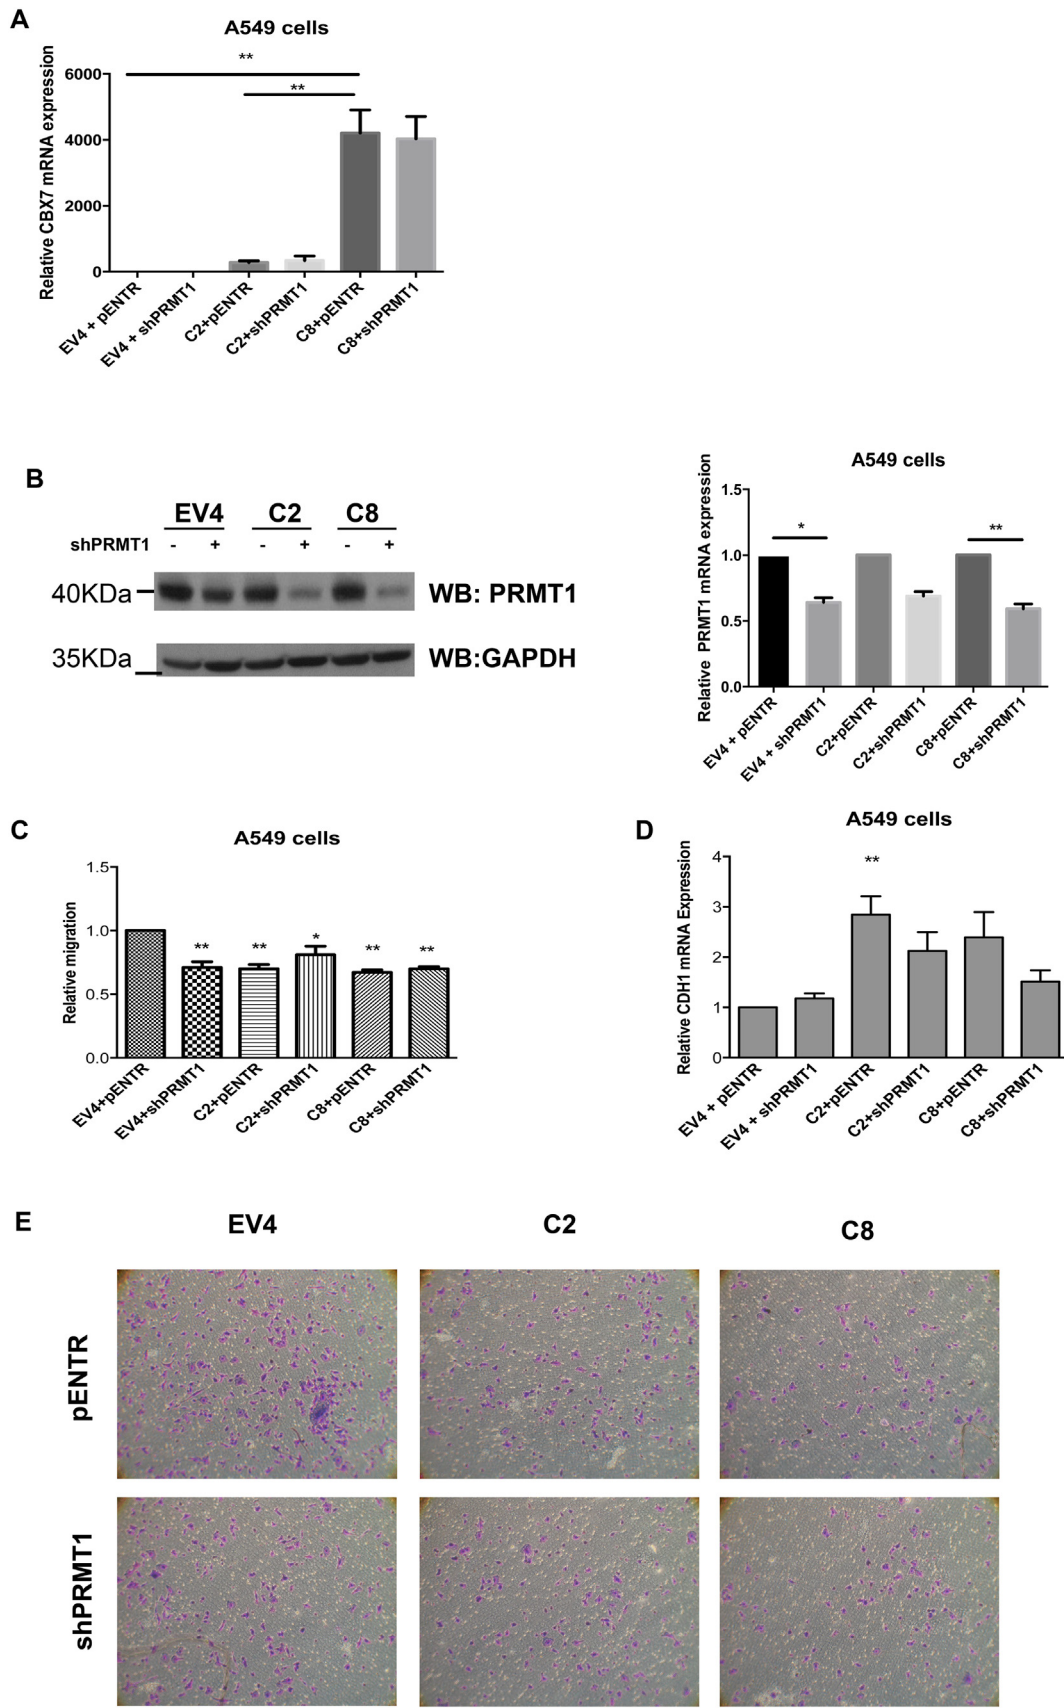 A
A549 cells
**
**
Relative CBX7 mRNA expression
6000
4000
2000
0
EV4 + pENTR
EV4 + shPRMT1
C2+pENTR
C2+shPRMT1
C8+pENTR
C8+shPRMT1
B
EV4 C2 C8
shPRMT1 - + - + - +
40KDa WB: PRMT1
35KDa WB:GAPDH
A549 cells
Relative PRMT1 mRNA expression
1.5
1.0
0.5
0.0
*
**
EV4 + pENTR
EV4 + shPRMT1
C2+pENTR
C2+shPRMT1
C8+pENTR
C8+shPRMT1
C
A549 cells
Relative migration
1.5
1.0
0.5
0.0
** ** * ** **
EV4+pENTR
EV4+shPRMT1
C2+pENTR
C2+shPRMT1
C8+pENTR
C8+shPRMT1
D
A549 cells
Relative CDH1 mRNA Expression
4
3
2
1
0
**
EV4 + pENTR
EV4 + shPRMT1
C2+pENTR
C2+shPRMT1
C8+pENTR
C8+shPRMT1
E
EV4 C2 C8
pENTR
shPRMT1